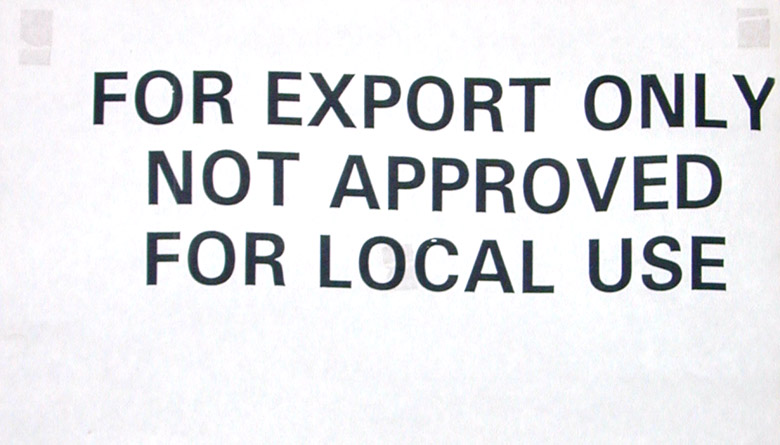 FOR EXPORT ONLY
NOT APPROVED
FOR LOCAL USE